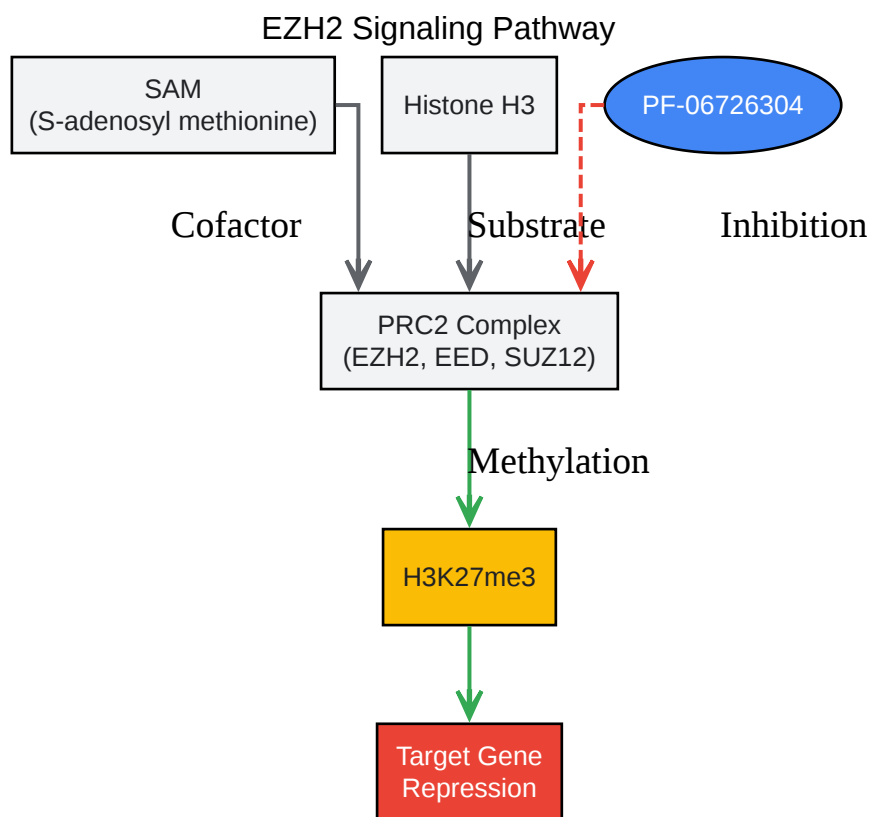 EZH2 Signaling Pathway
SAM
(S-adenosyl methionine)
Histone H3
PF-06726304
Cofactor
Substrate
Inhibition
PRC2 Complex
(EZH2, EED, SUZ12)
Methylation
H3K27me3
Target Gene
Repression